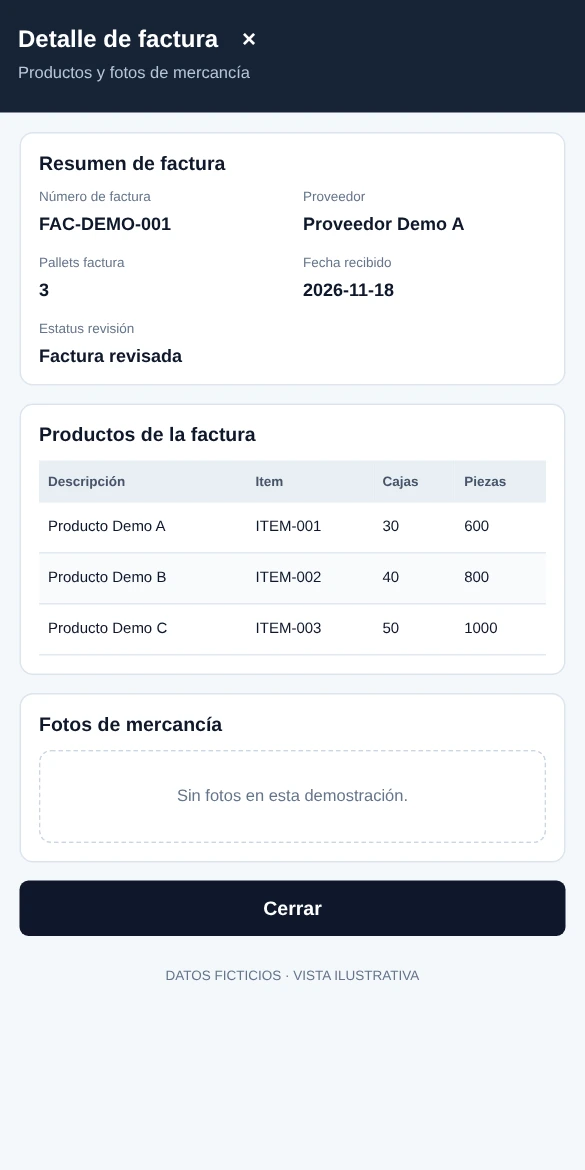 Detalle de factura ×
Productos y fotos de mercancía
Resumen de factura
Número de factura Proveedor
FAC-DEMO-001 Proveedor Demo A
Pallets factura Fecha recibido
3 2026-11-18
Estatus revisión
Factura revisada
Productos de la factura
Descripción Item Cajas Piezas
Producto Demo A ITEM-001 30 600
Producto Demo B ITEM-002 40 800
Producto Demo C ITEM-003 50 1000
Fotos de mercancía
Sin fotos en esta demostración.
Cerrar
DATOS FICTICIOS · VISTA ILUSTRATIVA